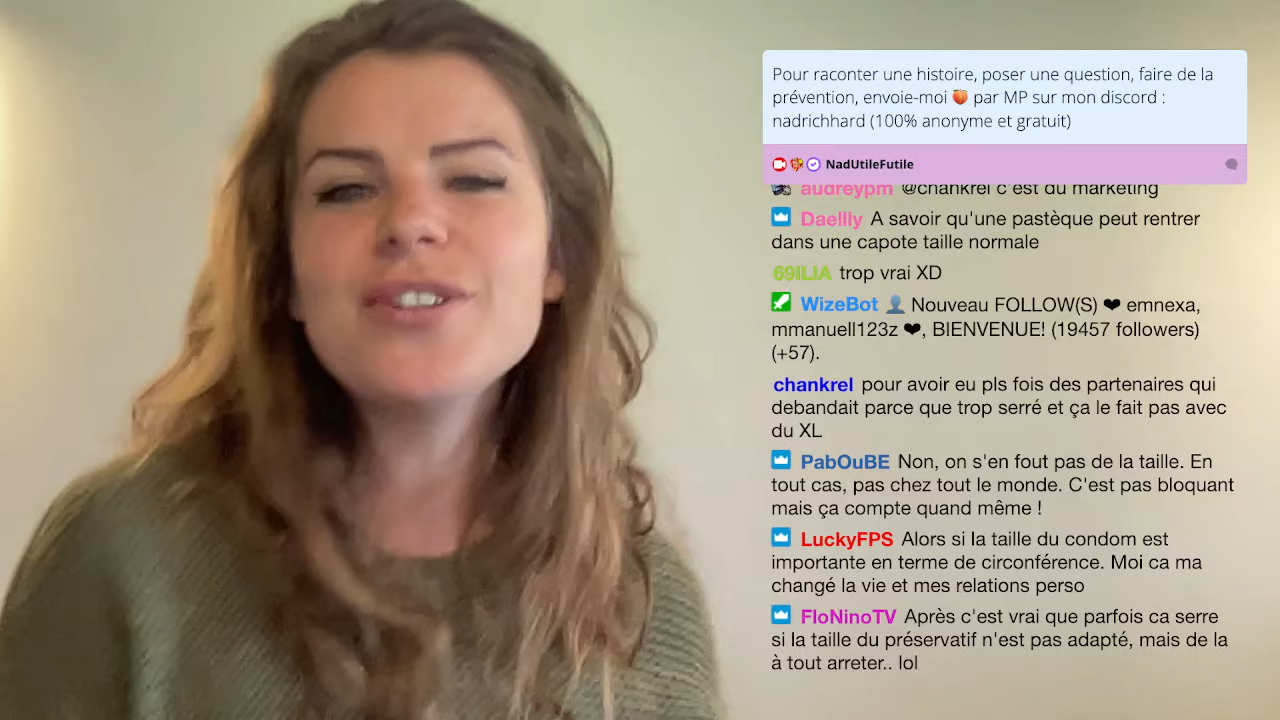 Pour raconter une histoire, poser une question, faire de la
prévention, envoie-moi 🍑 par MP sur mon discord :
nadrichhard (100% anonyme et gratuit)
NadUtileFutile
audreypm @chankrel c'est du marketing
Daellly A savoir qu'une pastèque peut rentrer
dans une capote taille normale
69ILIA trop vrai XD
WizeBot 👤 Nouveau FOLLOW(S) ❤ emnexa,
mmanuell123z ❤, BIENVENUE! (19457 followers)
(+57).
chankrel pour avoir eu pls fois des partenaires qui
debandait parce que trop serré et ça le fait pas avec
du XL
PabOuBE Non, on s'en fout pas de la taille. En
tout cas, pas chez tout le monde. C'est pas bloquant
mais ça compte quand même !
LuckyFPS Alors si la taille du condom est
importante en terme de circonférence. Moi ca ma
changé la vie et mes relations perso
FloNinoTV Après c'est vrai que parfois ca serre
si la taille du préservatif n'est pas adapté, mais de la
à tout arreter.. lol